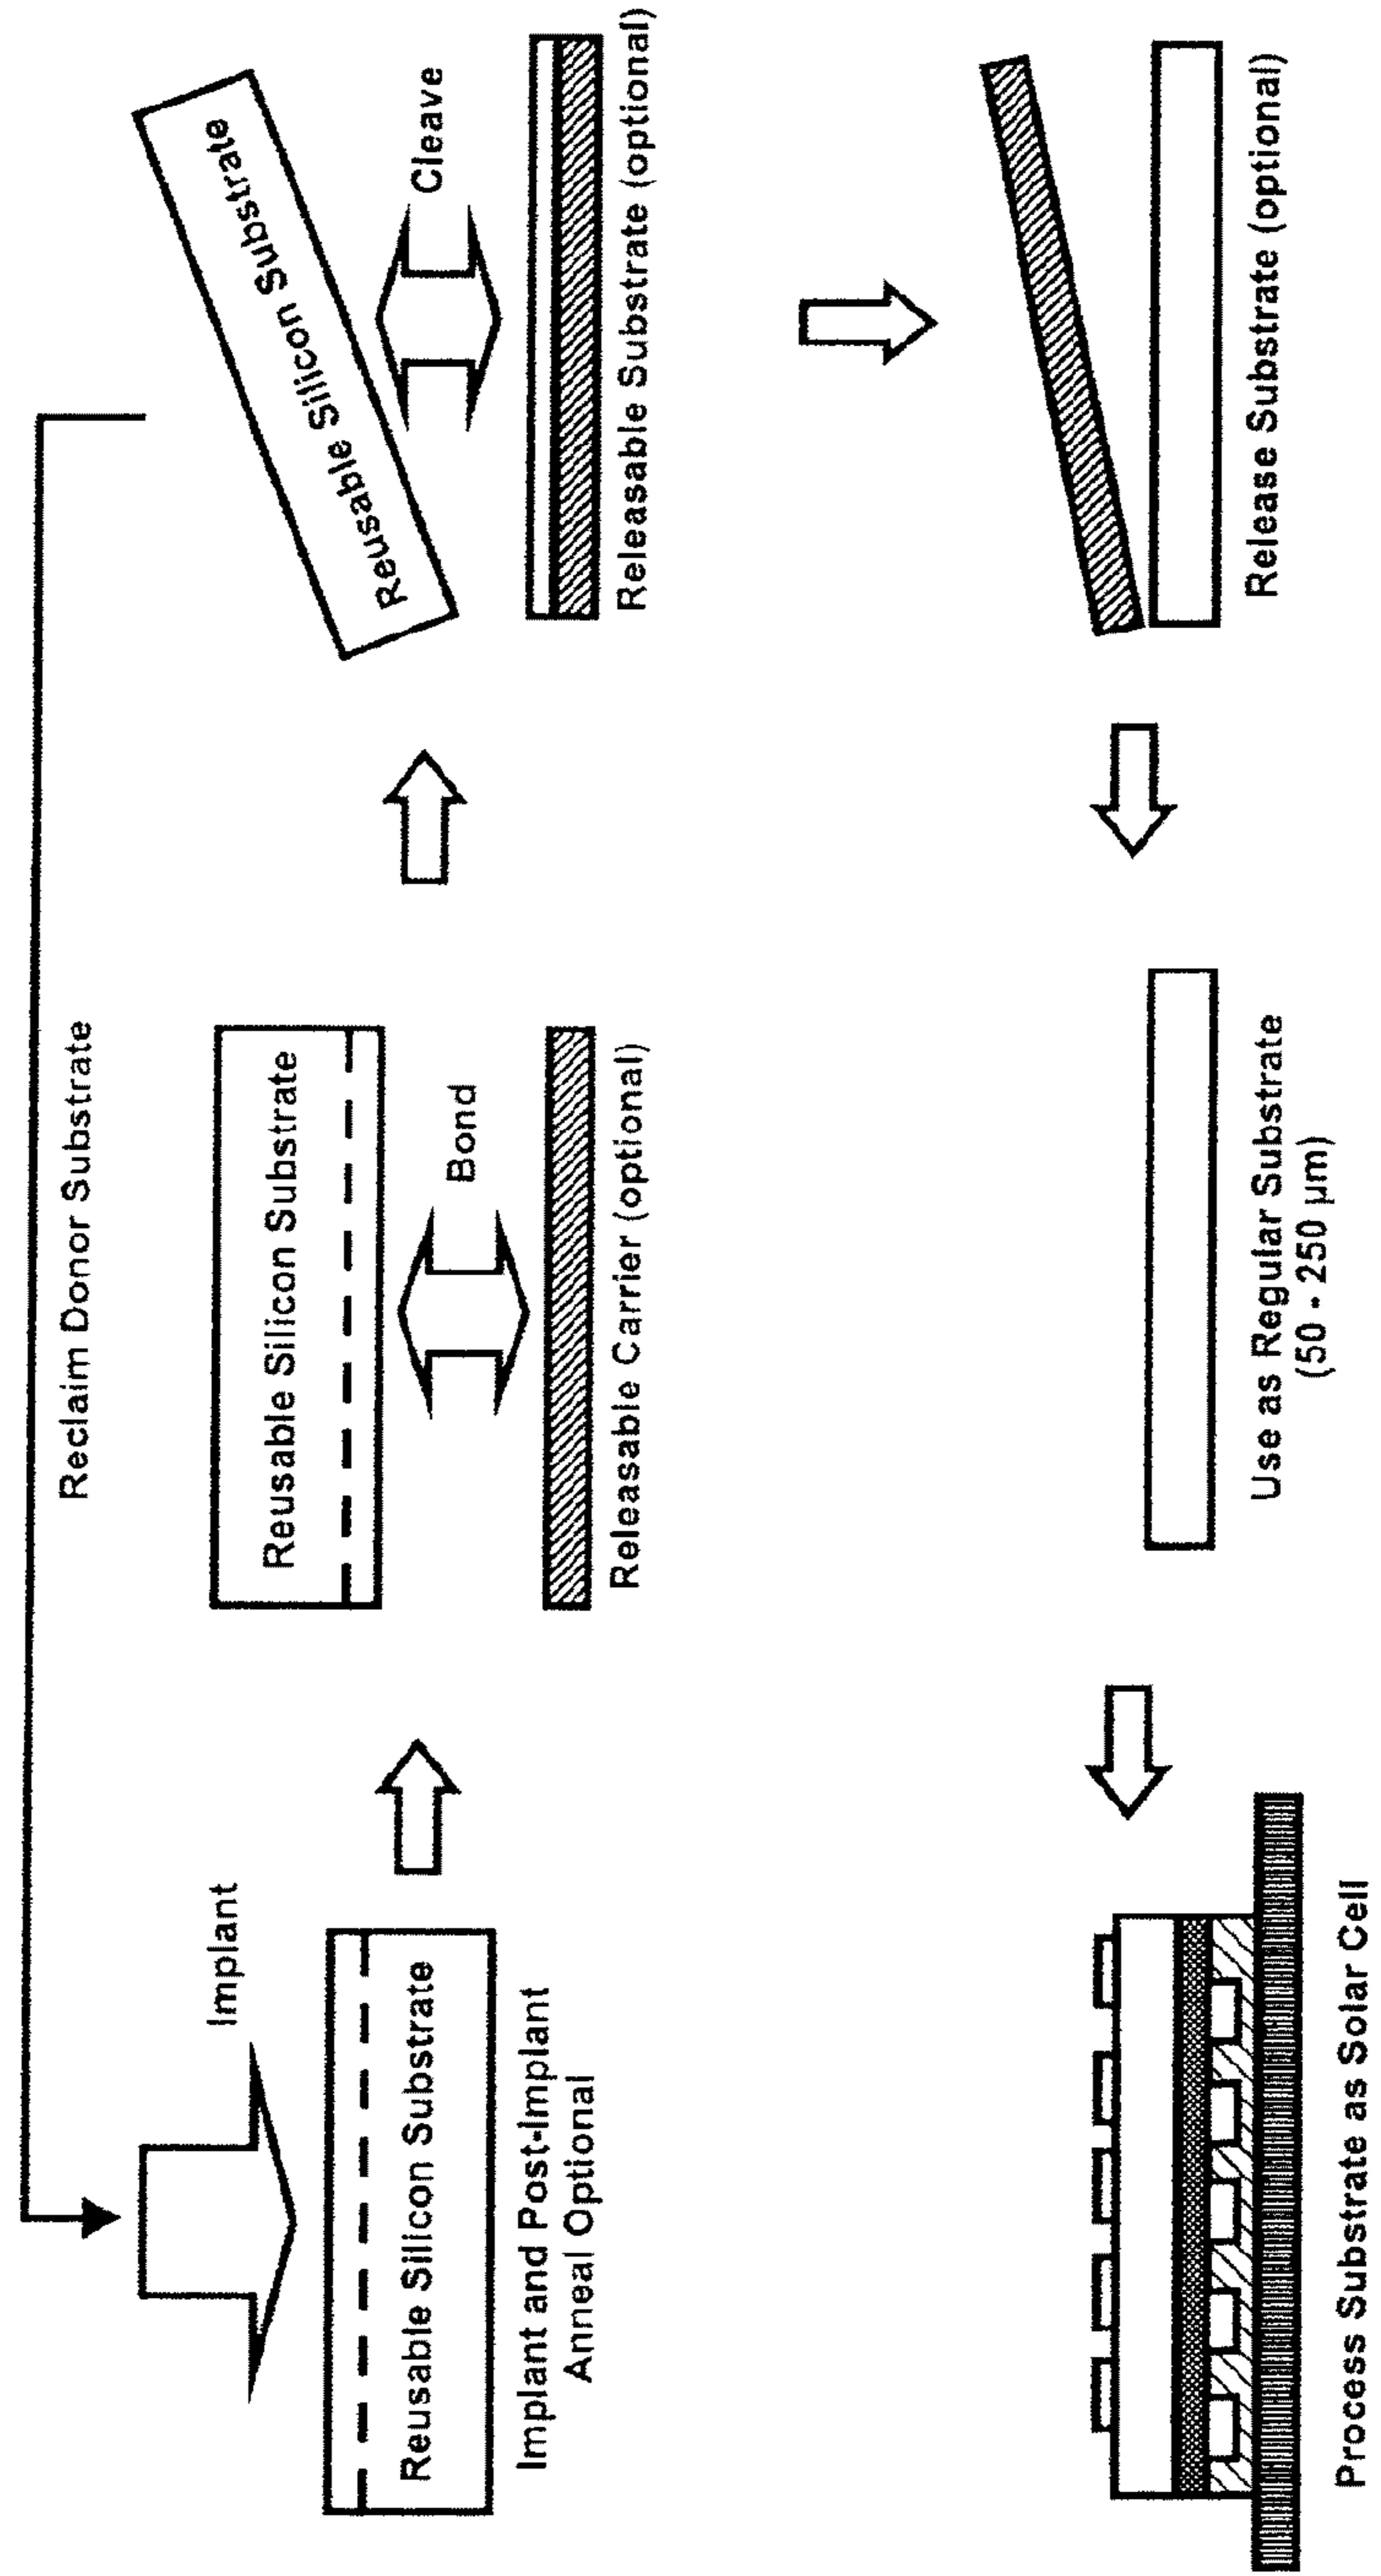 Reclaim Donor Substrate
Implant
Reusable Silicon Substrate
Implant and Post-Implant
Anneal Optional
Reusable Silicon Substrate
Bond
Releasable Carrier (optional)
Reusable Silicon Substrate
Cleave
Releasable Substrate (optional)
Release Substrate (optional)
Use as Regular Substrate
(50 - 250 µm)
Process Substrate as Solar Cell